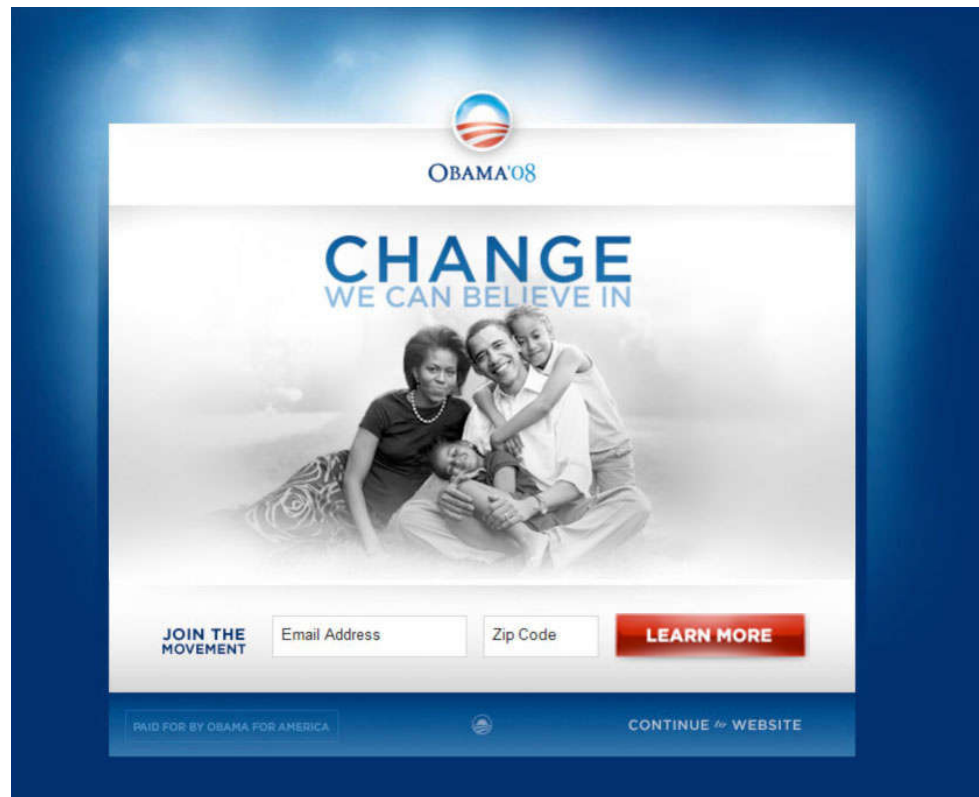 OBAMA'08
CHANGE
WE CAN BELIEVE IN
JOIN THE
MOVEMENT
Email Address
Zip Code
LEARN MORE
PAID FOR BY OBAMA FOR AMERICA
CONTINUE to WEBSITE